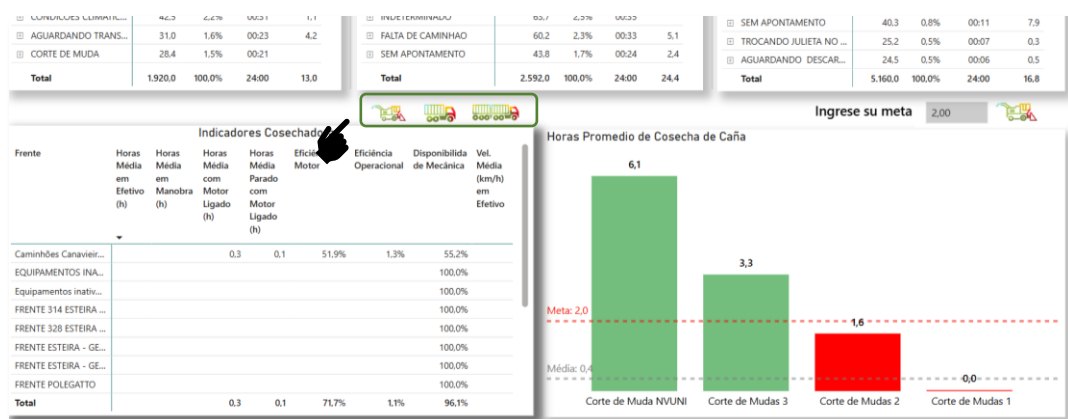 CONDICOES CLIMATIC... 42,5 2,2% 00:31 1,1
AGUARDANDO TRANS... 31,0 1,6% 00:23 4,2
CORTE DE MUDA 28,4 1,5% 00:21
Total 1.920,0 100,0% 24:00 13,0
INDETERMINADO 63,7 2,5% 00:35
FALTA DE CAMINHAO 60,2 2,3% 00:33 5,1
SEM APONTAMENTO 43,8 1,7% 00:24 2,4
Total 2.592,0 100,0% 24:00 24,4
SEM APONTAMENTO 40,3 0,8% 00:11 7,9
TROCANDO JULIETA NO ... 25,2 0,5% 00:07 0,3
AGUARDANDO DESCAR... 24,5 0,5% 00:06 0,5
Total 5.160,0 100,0% 24:00 16,8
Ingrese su meta 2,00
Indicadores Cosechado
Frente
Horas
Média
em
Efetivo
(h)
Horas
Média
em
Manobra
(h)
Horas
Média
com
Motor
Ligado
(h)
Horas
Média
Parado
com
Motor
Ligado
(h)
Motor
Eficiência
Operacional
Disponibilida
de Mecânica
Vel.
Média
(km/h)
em
Efetivo
Caminhões Canavieir... 0,3 0,1 51,9% 1,3% 55,2%
EQUIPAMENTOS INA... 100,0%
Equipamentos inativ... 100,0%
FRENTE 314 ESTEIRA ... 100,0%
FRENTE 328 ESTEIRA ... 100,0%
FRENTE ESTEIRA - GE... 100,0%
FRENTE ESTEIRA - GE... 100,0%
FRENTE POLEGATTO 100,0%
Total 0,3 0,1 71,7% 1,1% 96,1%
Horas Promedio de Cosecha de Caña
6,1
3,3
Meta: 2,0
1,6
Média: 0,4
0,0
Corte de Muda NVUNI Corte de Mudas 3 Corte de Mudas 2 Corte de Mudas 1